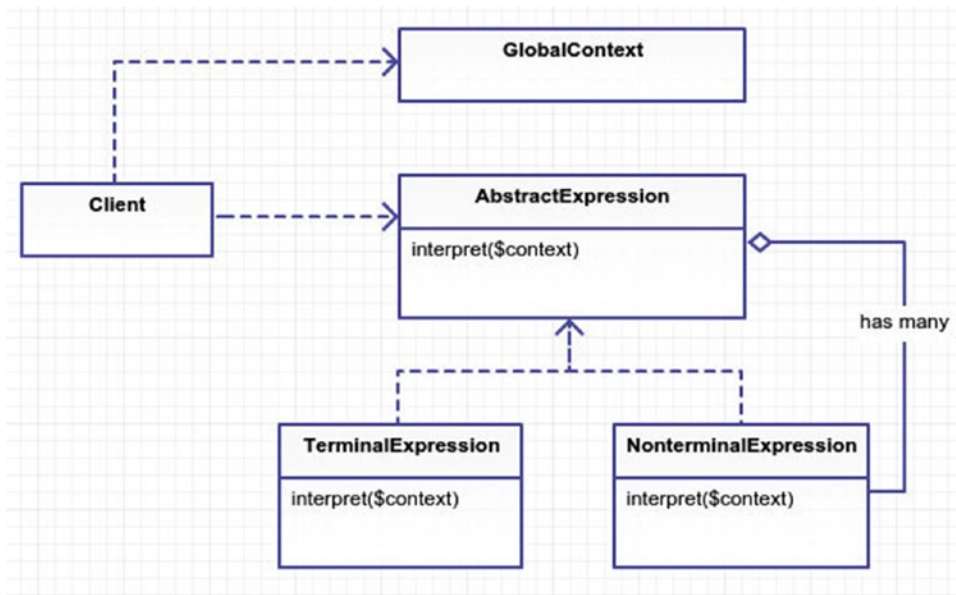 GlobalContext
Client
AbstractExpression
interpret($context)
has many
TerminalExpression
interpret($context)
NonterminalExpression
interpret($context)